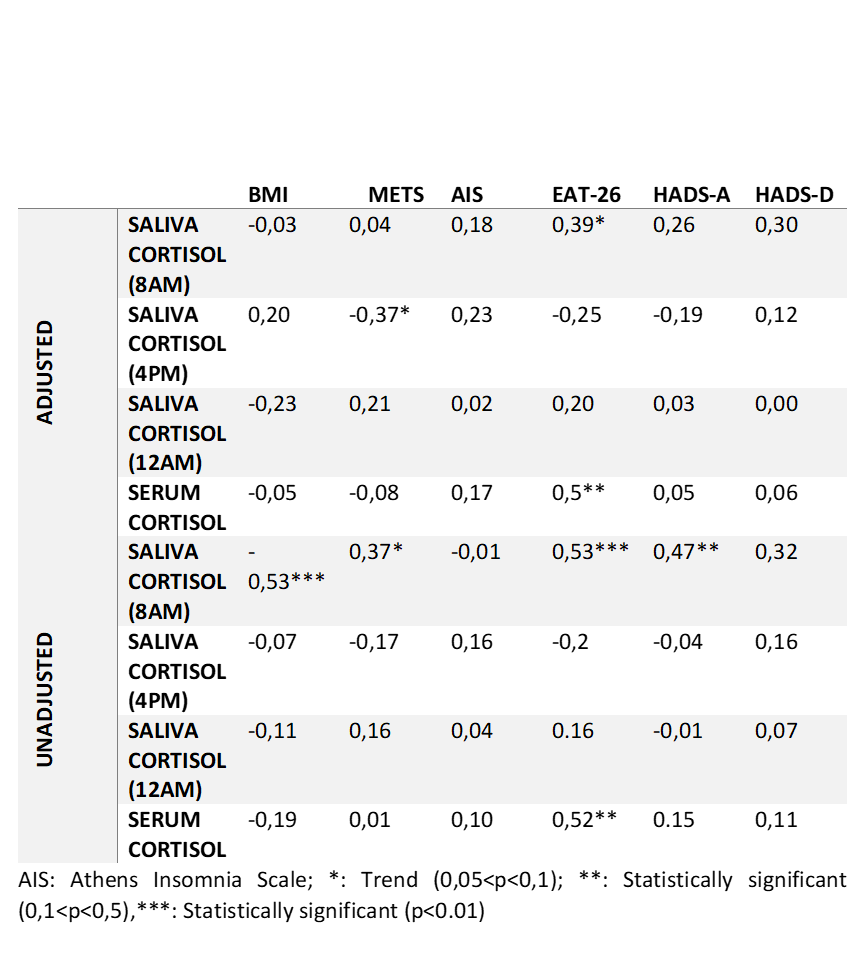 BMI METS AIS EAT-26 HADS-A HADS-D
ADJUSTED
SALIVA -0,03 0,04 0,18 0,39* 0,26 0,30
CORTISOL
(8AM)
SALIVA 0,20 -0,37* 0,23 -0,25 -0,19 0,12
CORTISOL
(4PM)
SALIVA -0,23 0,21 0,02 0,20 0,03 0,00
CORTISOL
(12AM)
SERUM -0,05 -0,08 0,17 0,5** 0,05 0,06
CORTISOL
UNADJUSTED
SALIVA - 0,37* -0,01 0,53*** 0,47** 0,32
CORTISOL 0,53***
(8AM)
SALIVA -0,07 -0,17 0,16 -0,2 -0,04 0,16
CORTISOL
(4PM)
SALIVA -0,11 0,16 0,04 0.16 -0,01 0,07
CORTISOL
(12AM)
SERUM -0,19 0,01 0,10 0,52** 0.15 0,11
CORTISOL
AIS: Athens Insomnia Scale; *: Trend (0,05<p<0,1); **: Statistically significant
(0,1<p<0,5),***: Statistically significant (p<0.01)